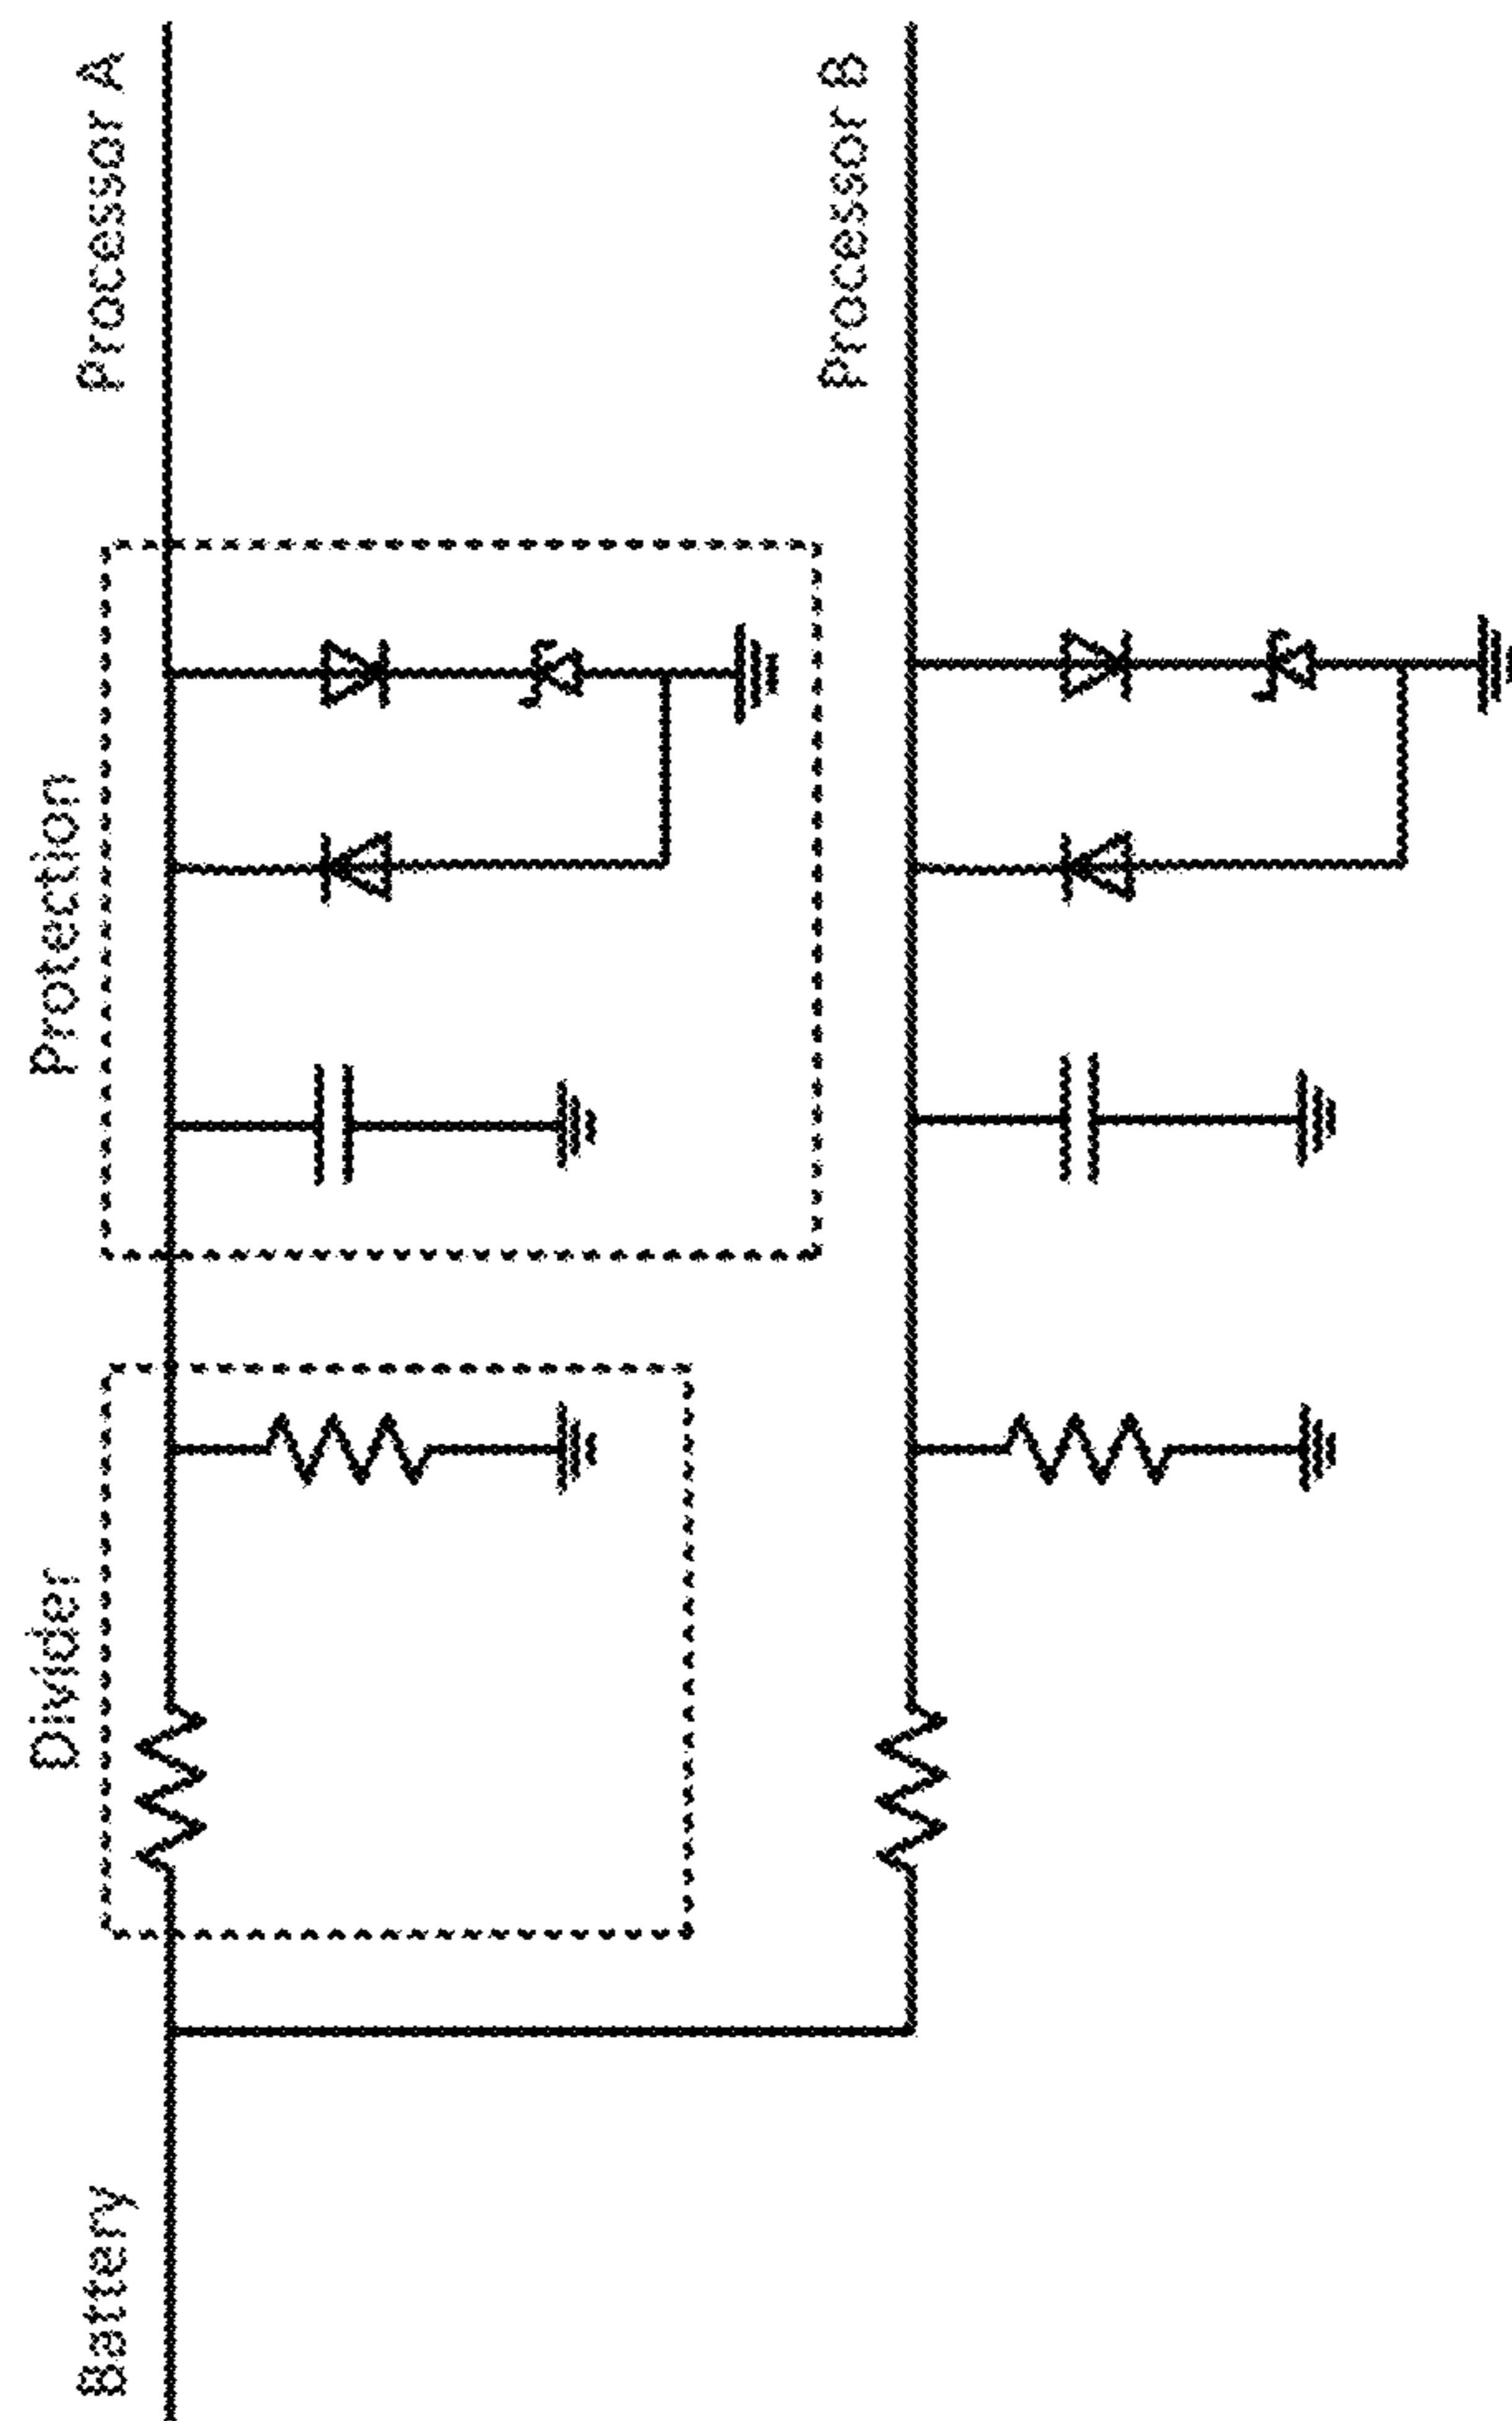 Battery
Divider
Protection
Processor A
Processor B